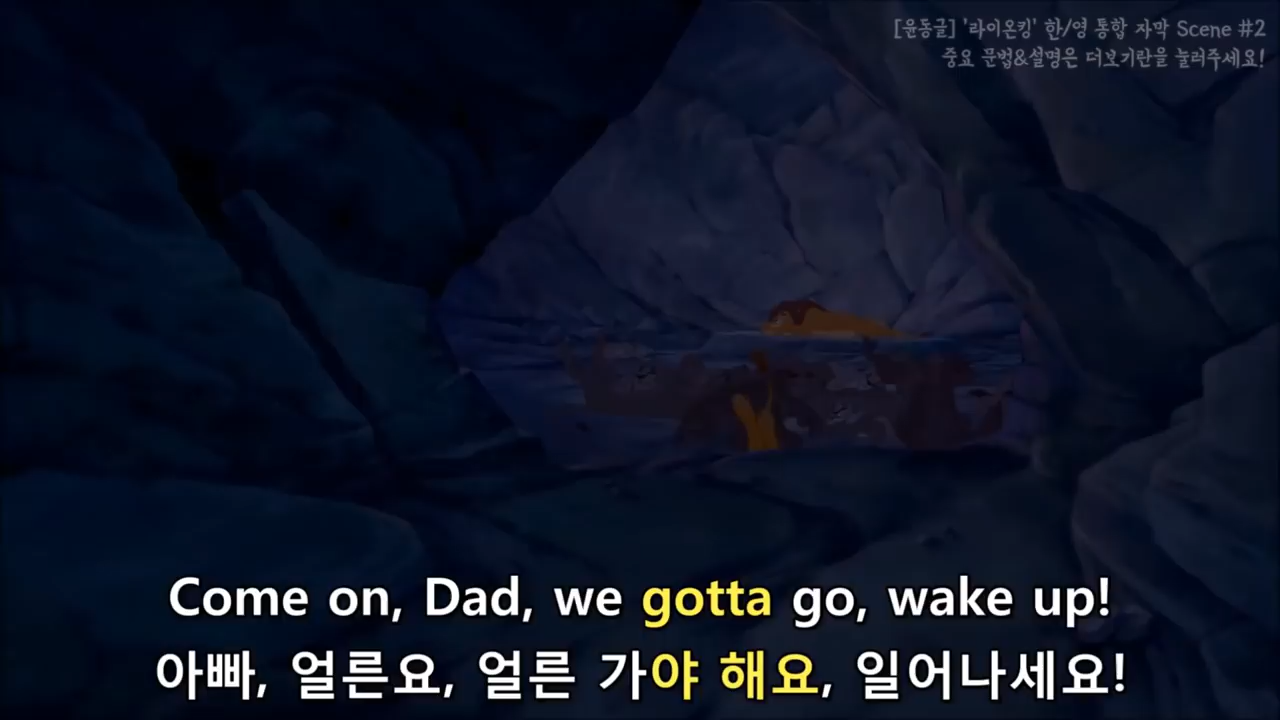 [윤동글] '라이온킹' 한/영 통합 자막 Scene #2
중요 문법&설명은 더보기란을 눌러주세요!
Come on, Dad, we gotta go, wake up!
아빠, 얼른요, 얼른 가야 해요, 일어나세요!